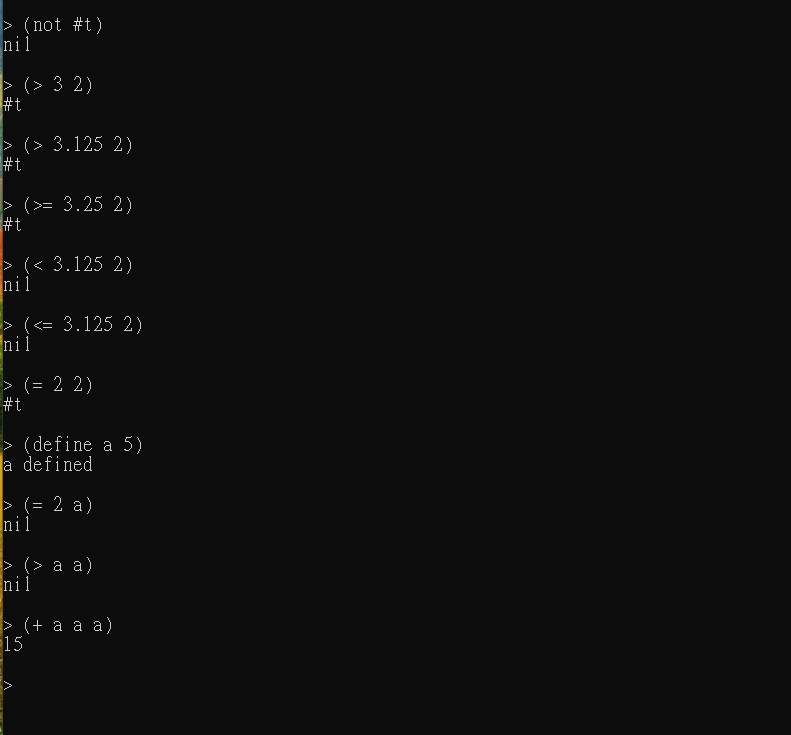 > (not #t)
nil
> (> 3 2)
#t
> (> 3.125 2)
#t
> (>= 3.25 2)
#t
> (< 3.125 2)
nil
> (<= 3.125 2)
nil
> (= 2 2)
#t
> (define a 5)
a defined
> (= 2 a)
nil
> (> a a)
nil
> (+ a a a)
15
>